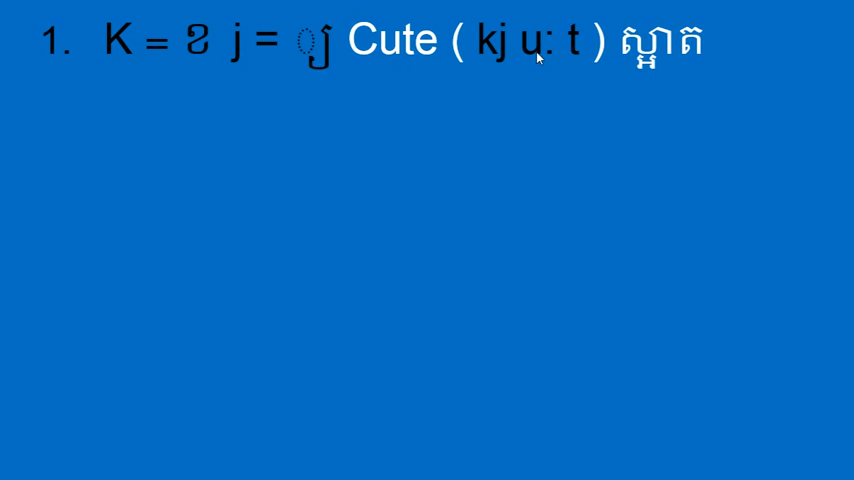 1. K = ខ j = ្យ Cute ( kj u: t ) ស្អាត